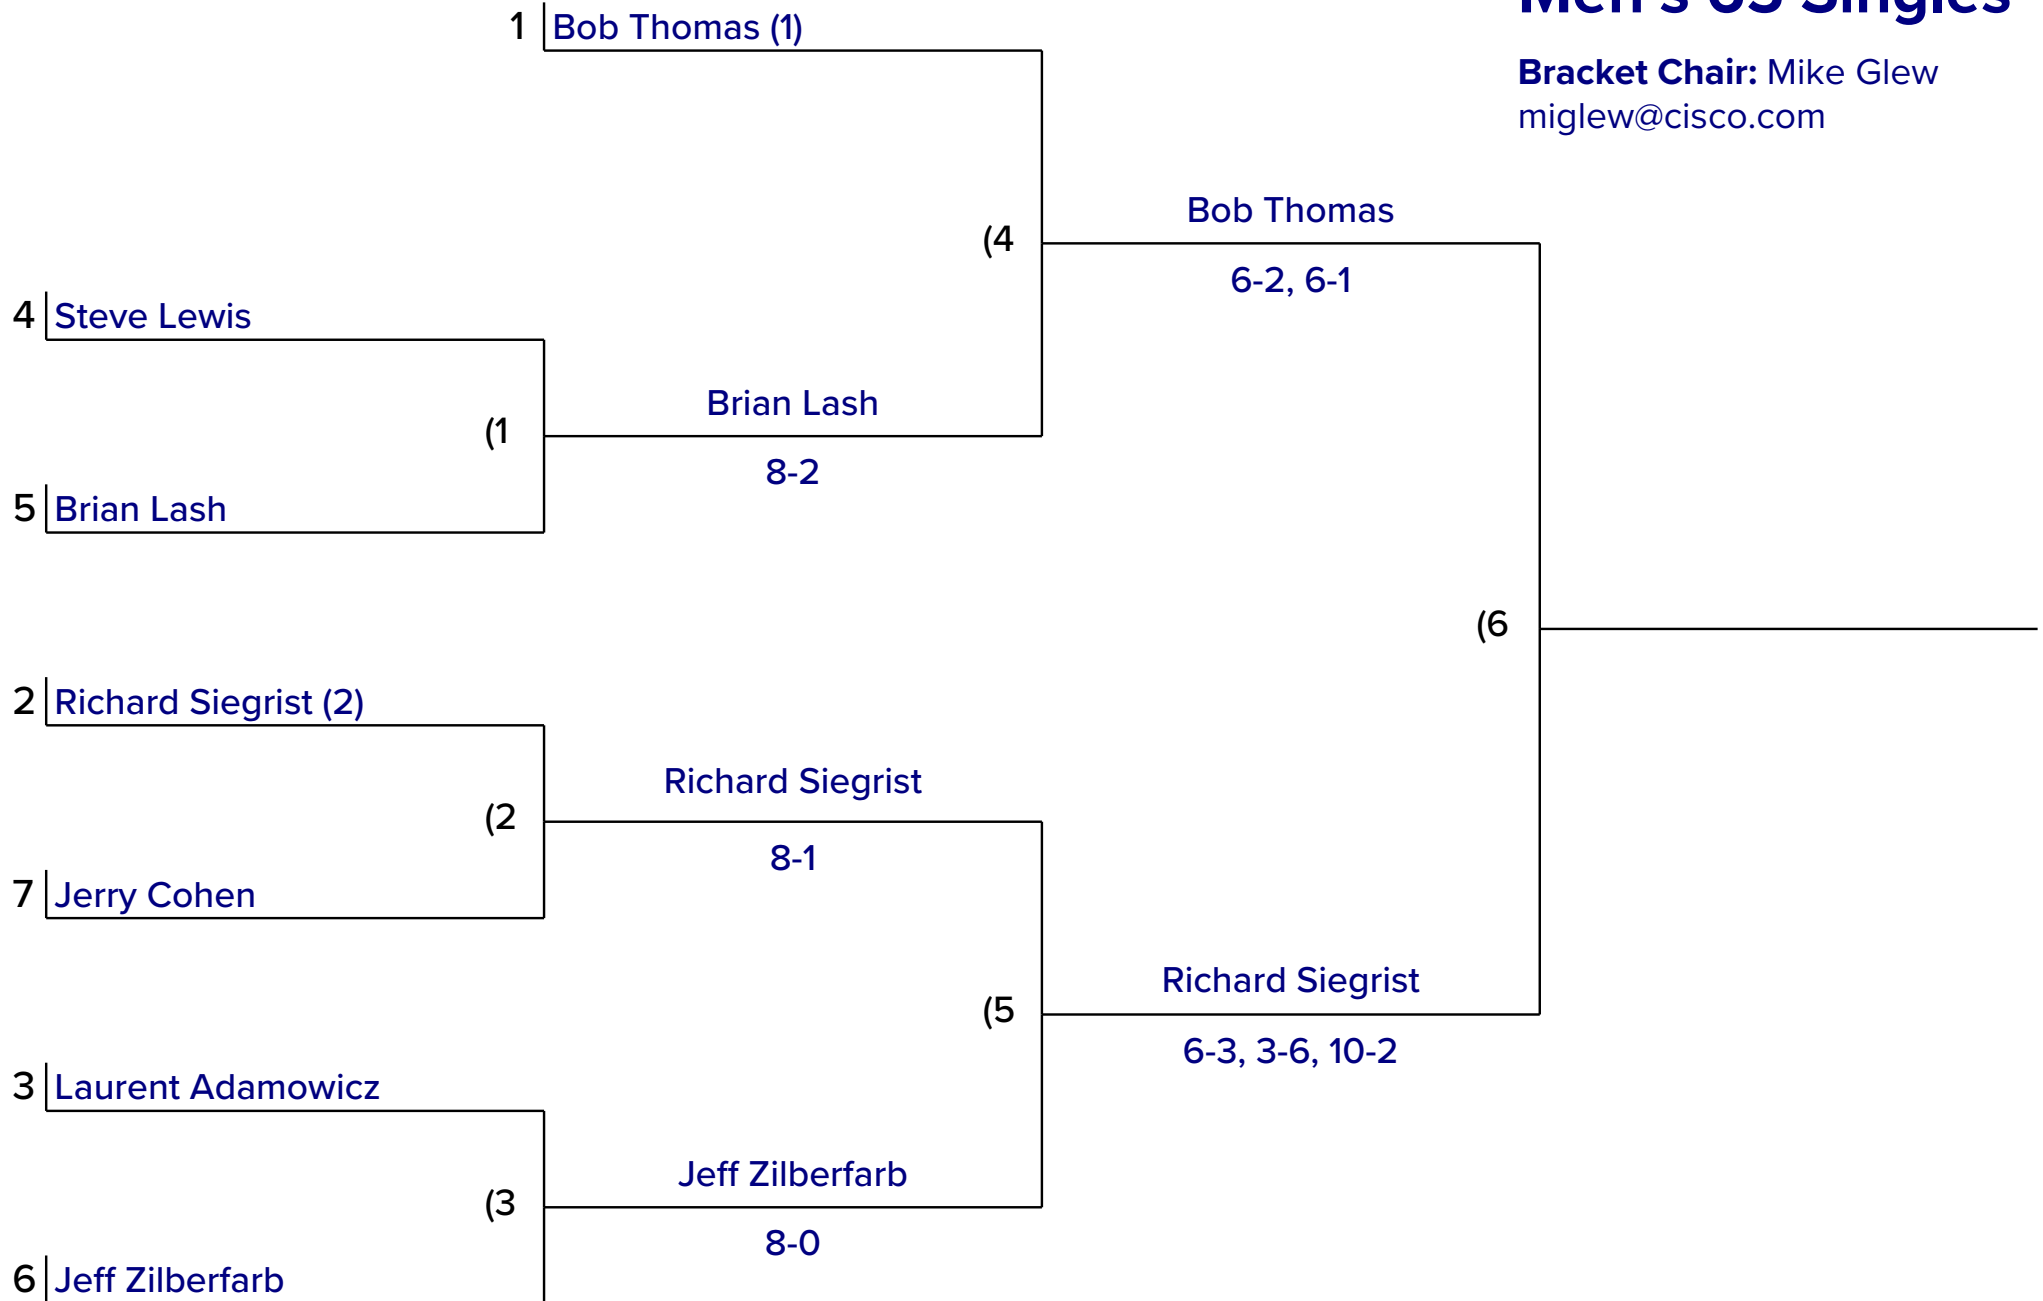 Men's 65 Singles
Bracket Chair: Mike Glew
miglew@cisco.com
1 Bob Thomas (1)
(4
Bob Thomas
6-2, 6-1
4 Steve Lewis
(1
Brian Lash
8-2
5 Brian Lash
(6
2 Richard Siegrist (2)
(2
Richard Siegrist
8-1
7 Jerry Cohen
(5
Richard Siegrist
6-3, 3-6, 10-2
3 Laurent Adamowicz
(3
Jeff Zilberfarb
8-0
6 Jeff Zilberfarb